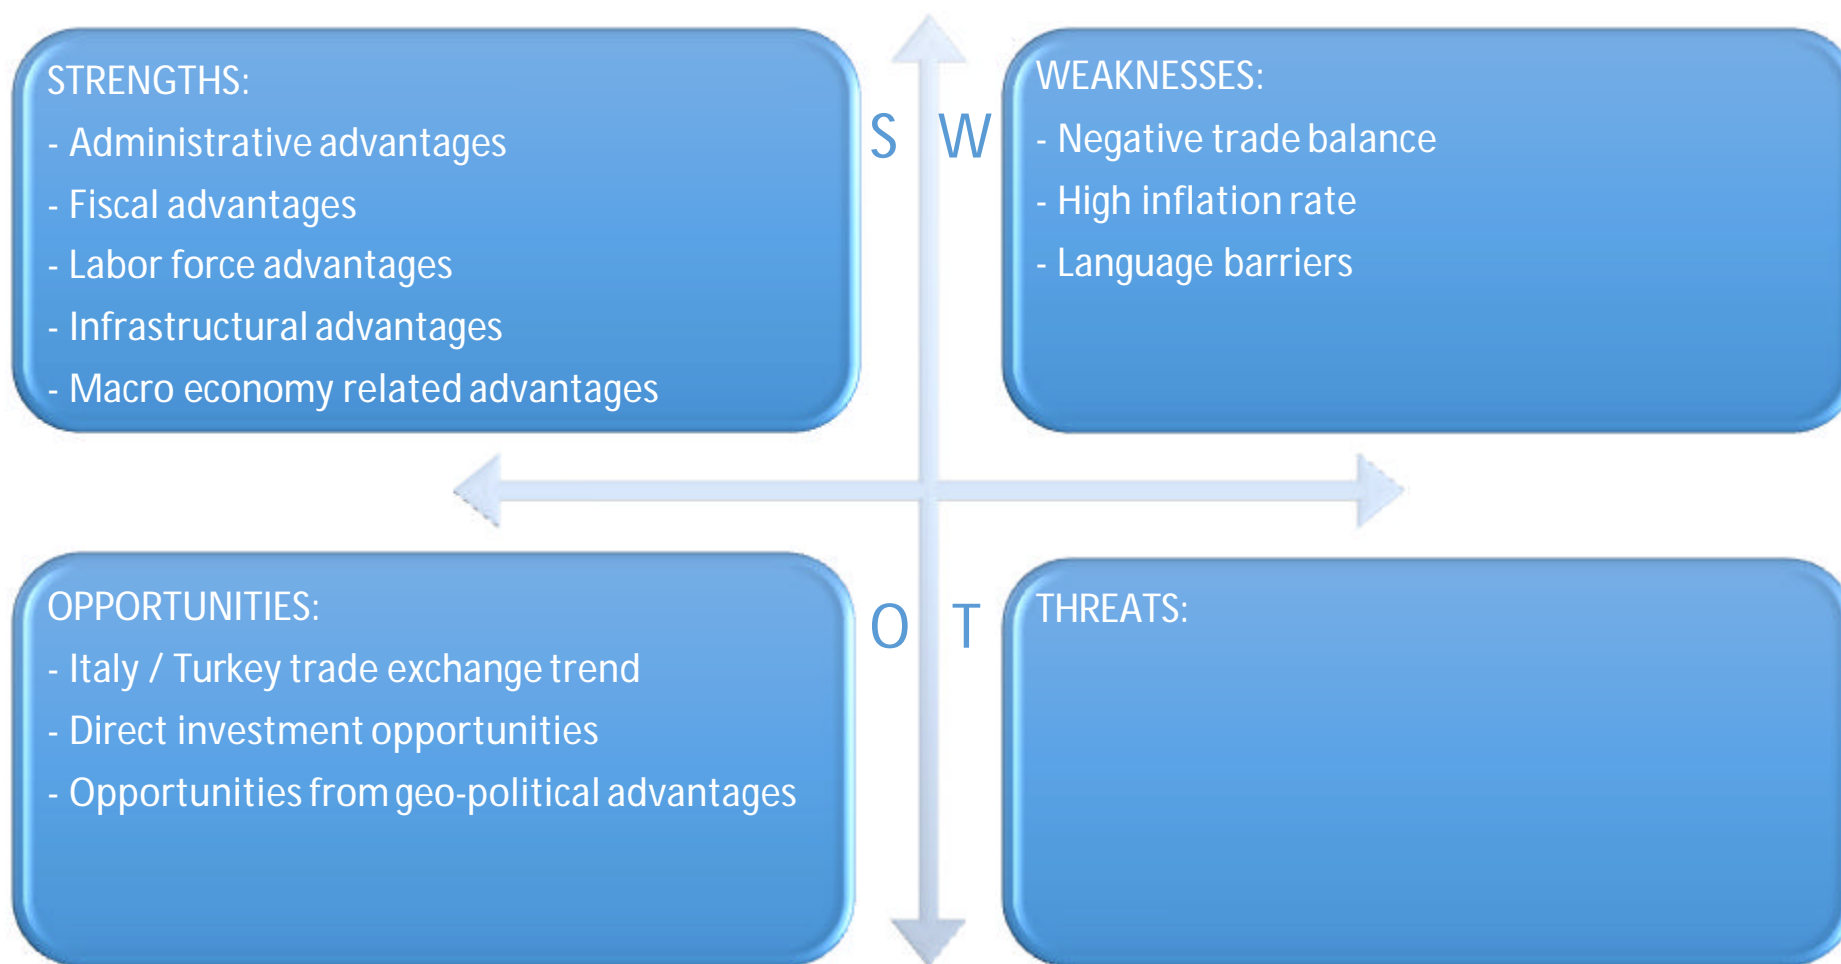 STRENGTHS:
- Administrative advantages
- Fiscal advantages
- Labor force advantages
- Infrastructural advantages
- Macro economy related advantages
S W
WEAKNESSES:
- Negative trade balance
- High inflation rate
- Language barriers
OPPORTUNITIES:
- Italy / Turkey trade exchange trend
- Direct investment opportunities
- Opportunities from geo-political advantages
O T
THREATS: